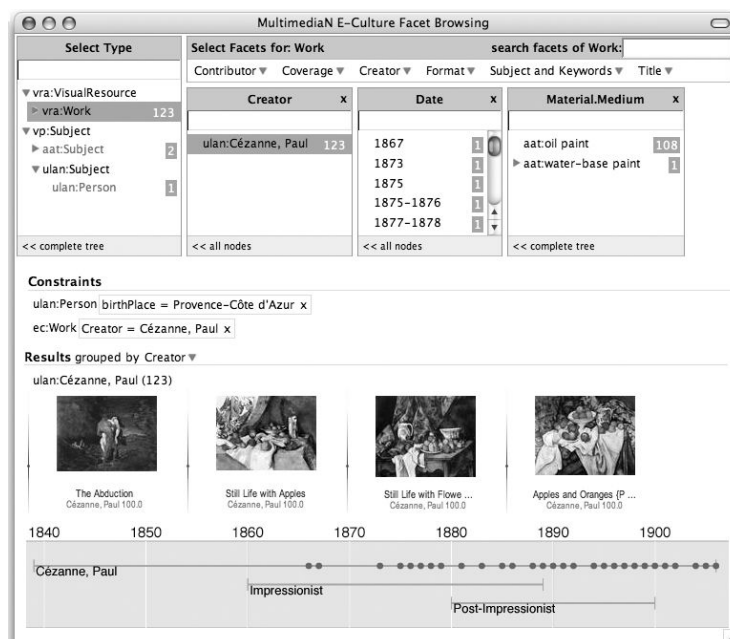 MultimediaN E-Culture Facet Browsing
Select Type
Select Facets for: Work
search facets of Work:
Contributor Coverage Creator Format Subject and Keywords Title
vra:VisualResource
vra:Work 123
vp:Subject
aat:Subject 2
ulan:Subject
ulan:Person 1
<< complete tree
Creator x
ulan:Cézanne, Paul 123
<< all nodes
Date x
1867 1
1873 1
1875 1
1875-1876 1
1877-1878 1
<< all nodes
Material.Medium x
aat:oil paint 108
aat:water-base paint 1
<< complete tree
Constraints
ulan:Person birthPlace = Provence-Côte d'Azur x
ec:Work Creator = Cézanne, Paul x
Results grouped by Creator
ulan:Cézanne, Paul (123)
The Abduction
Cézanne, Paul 100.0
Still Life with Apples
Cézanne, Paul 100.0
Still Life with Flowe ...
Cézanne, Paul 100.0
Apples and Oranges {P ...
Cézanne, Paul 100.0
1840 1850 1860 1870 1880 1890 1900
Cézanne, Paul
Impressionist
Post-Impressionist